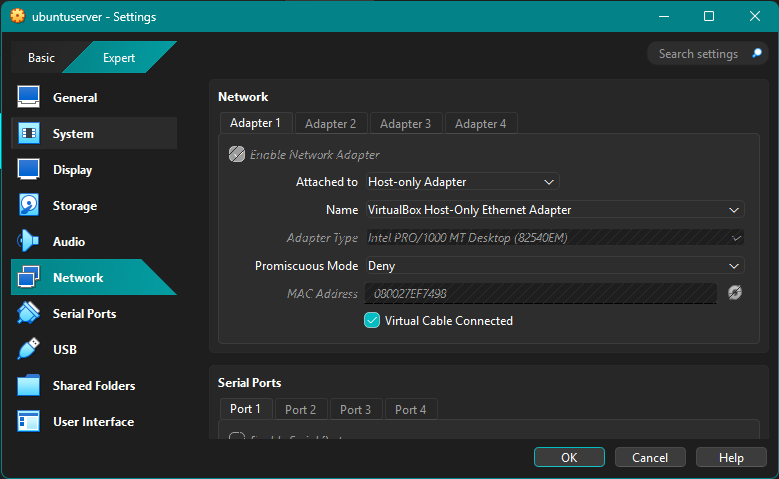 ubuntuserver - Settings
Basic
Expert
Search settings
General
System
Display
Storage
Audio
Network
Serial Ports
USB
Shared Folders
User Interface
Network
Adapter 1
Adapter 2
Adapter 3
Adapter 4
Enable Network Adapter
Attached to Host-only Adapter
Name VirtualBox Host-Only Ethernet Adapter
Adapter Type Intel PRO/1000 MT Desktop (82540EM)
Promiscuous Mode Deny
MAC Address 080027EF7498
Virtual Cable Connected
Serial Ports
Port 1
Port 2
Port 3
Port 4
OK
Cancel
Help